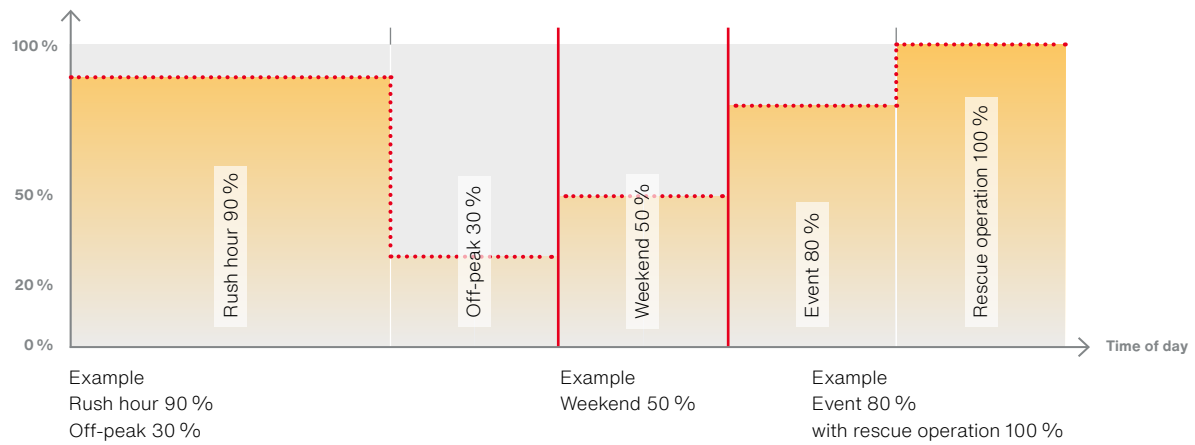 100 %
50 %
20 %
0 %
Rush hour 90 %
Off-peak 30 %
Weekend 50 %
Event 80 %
Rescue operation 100 %
Time of day
Example
Rush hour 90 %
Off-peak 30 %
Example
Weekend 50 %
Example
Event 80 %
with rescue operation 100 %